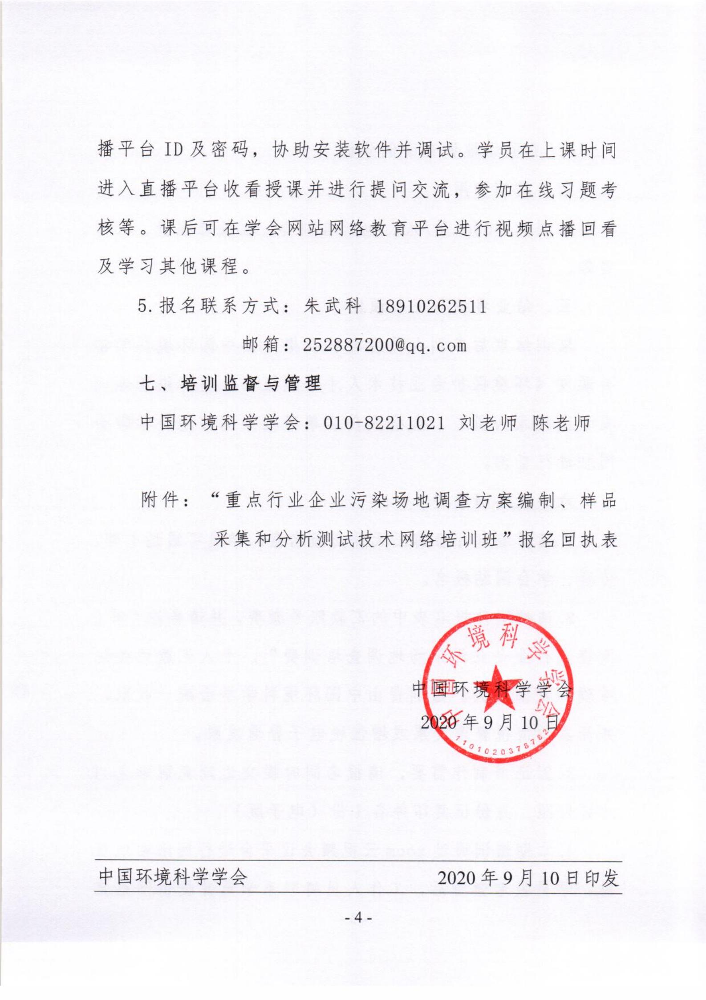 播平台 ID 及密码，协助安装软件并调试。学员在上课时间
进入直播平台收看授课并进行提问交流，参加在线习题考
核等。课后可在学会网站网络教育平台进行视频点播回看
及学习其他课程。
5.报名联系方式：朱武科 18910262511
邮箱：252887200@qq.com
七、培训监督与管理
中国环境科学学会：010-82211021 刘老师 陈老师
附件：“重点行业企业污染场地调查方案编制、样品
采集和分析测试技术网络培训班”报名回执表
中国环境科学学会
中国环境科学学会
2020 年 9 月 10 日
1101020378782
中国环境科学学会 2020 年 9 月 10 日印发
- 4 -